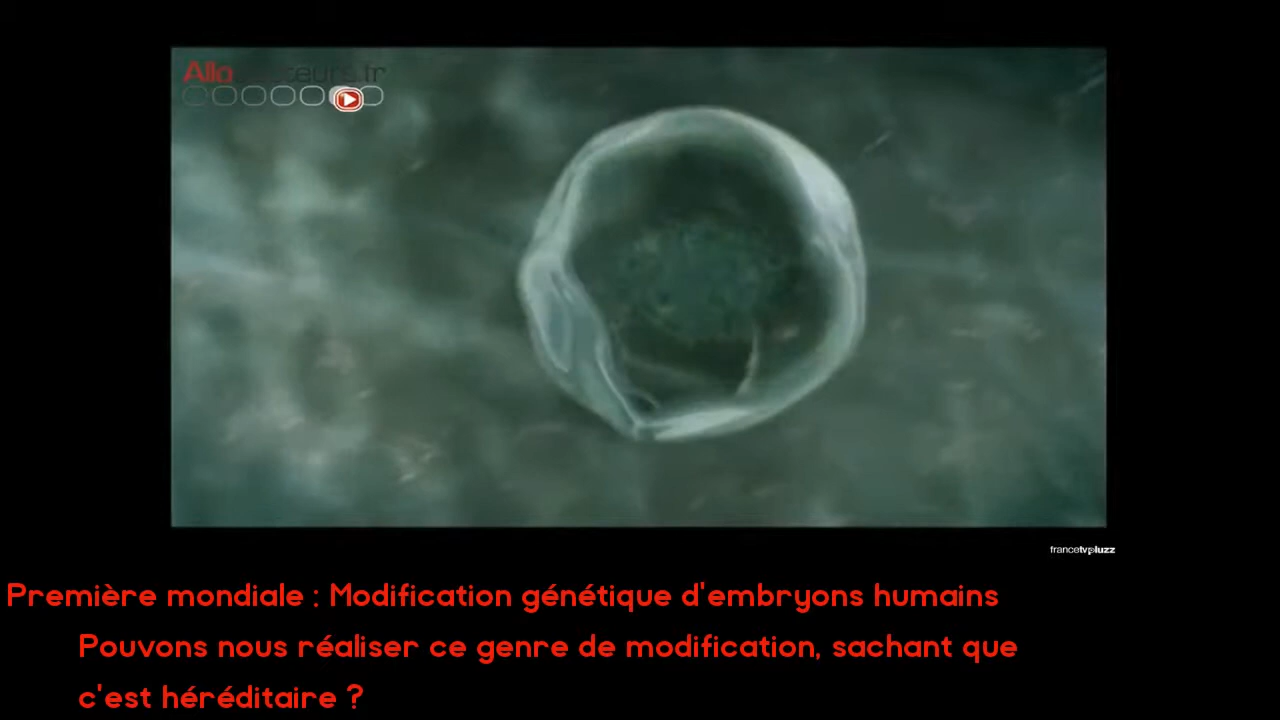 Allo
francetvpluzz
Première mondiale : Modification génétique d'embryons humains
Pouvons nous réaliser ce genre de modification, sachant que
c'est héréditaire ?